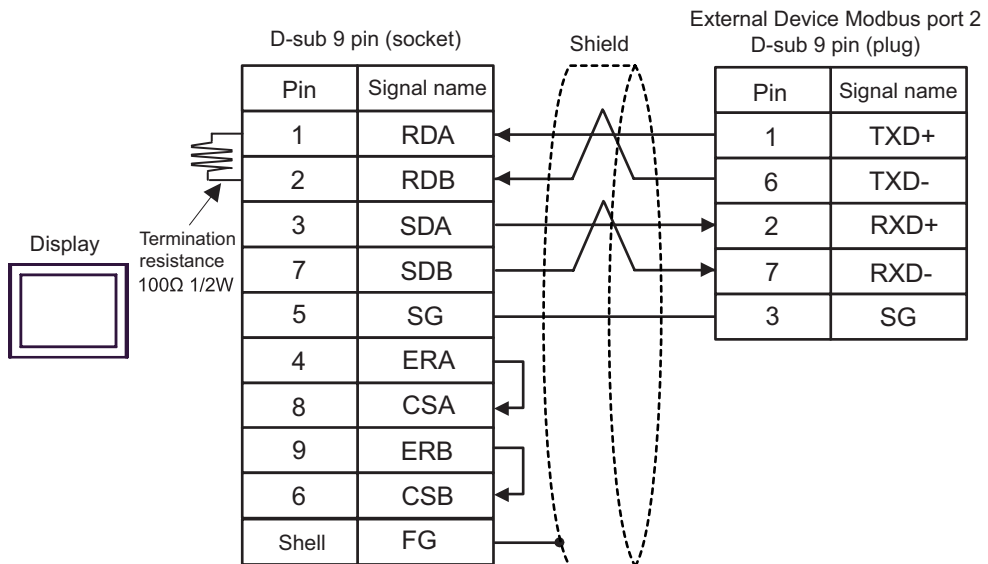 External Device Modbus port 2
D-sub 9 pin (socket)
Shield
D-sub 9 pin (plug)
Pin Signal name
1 RDA
2 RDB
3 SDA
7 SDB
5 SG
4 ERA
8 CSA
9 ERB
6 CSB
Shell FG
Pin Signal name
1 TXD+
6 TXD-
2 RXD+
7 RXD-
3 SG
Display
Termination
resistance
100Ω 1/2W